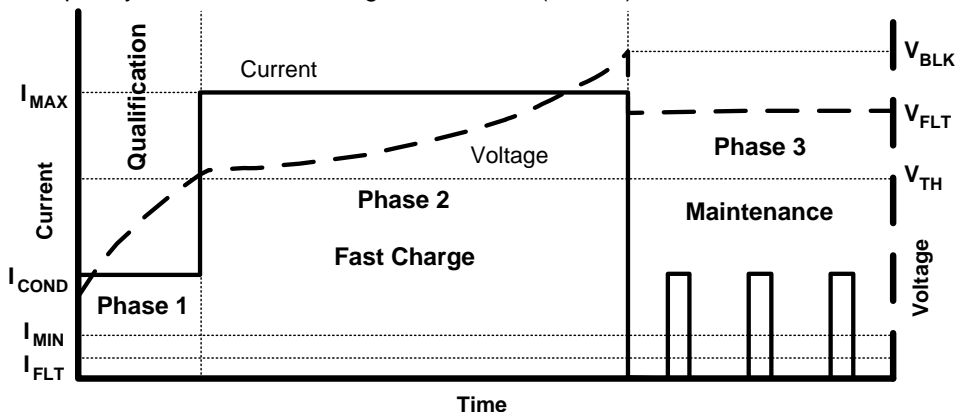 Qualification
Current
Voltage
I_MAX
I_COND
I_MIN
I_FLT
Current
Phase 1
Phase 2
Fast Charge
Phase 3
Maintenance
V_BLK
V_FLT
V_TH
Voltage
Time